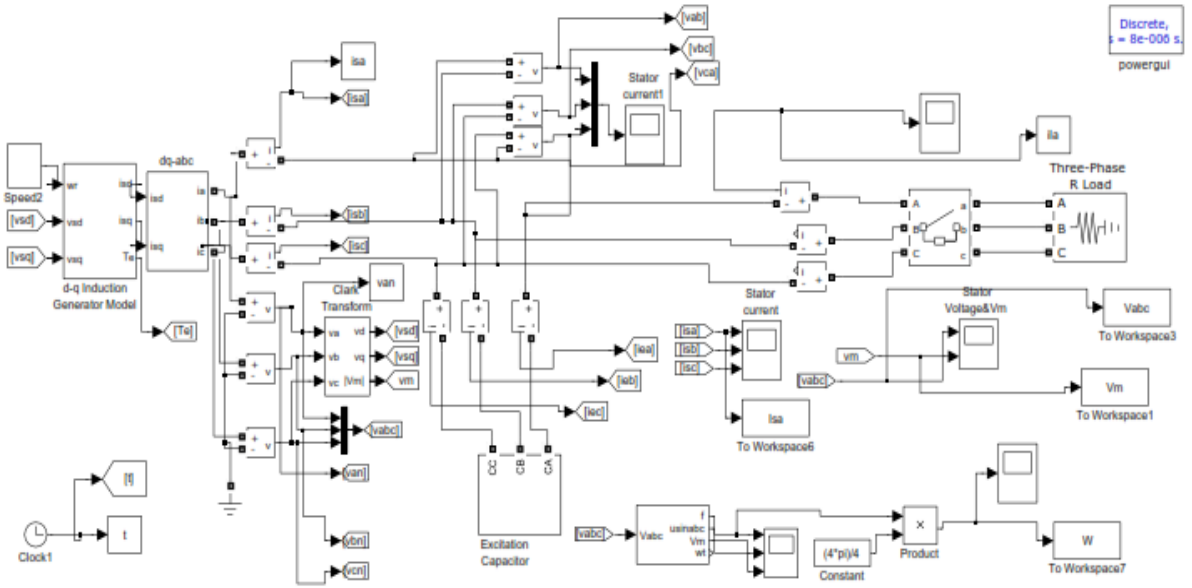 [vab]
[vbc]
[vca]
Discrete,
s = 8e-006 s.
powergui
isa
[isa]
Stator
current1
v
+
-
v
+
-
v
+
-
ila
Speed2
wr
isd
[vsd]
vsd
isq
[vsq]
vsq
Te
d-q Induction
Generator Model
dq-abc
isd
isq
ia
ib
ic
i
+
-
i
+
-
i
+
-
[isb]
[isc]
[Te]
Three-Phase
R Load
A
B
C
a
b
c
A
B
C
i
+
-
+
-
+
-
van
Clark
Transform
va
vb
vc
vd
vq
|Vm|
[vsd]
[vsq]
vm
v
+
-
v
+
-
v
+
-
[vabc]
[van]
[vbn]
[vcn]
[iea]
[ieb]
[iec]
CC
CB
CA
Excitation
Capacitor
Stator
current
[isa]
[isb]
[isc]
Isa
To Workspace6
Stator
Voltage&Vm
vm
[vabc]
Vabc
To Workspace3
Vm
To Workspace1
[t]
t
Clock1
[vabc]
Vabc
f
usinabc
Vm
wt
(4*pi)/4
Constant
×
Product
W
To Workspace7